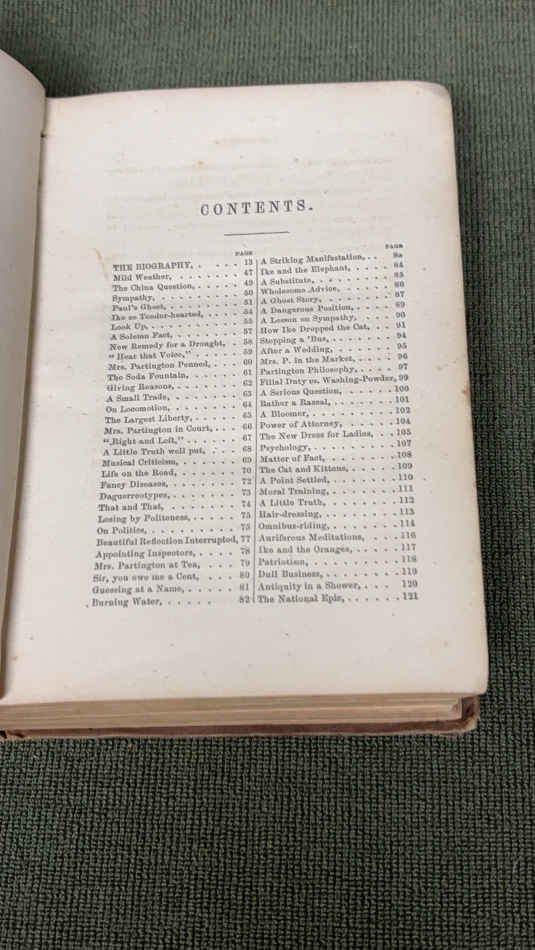 CONTENTS.
PAGE
THE BIOGRAPHY, . . . . . 13
Mild Weather, . . . . . . . . 47
The China Question, . . . . . 49
Sympathy, . . . . . . . . 50
Paul's Ghost, . . . . . . . . 51
Ike so Tender-hearted, . . . . 54
Look Up, . . . . . . . . . 55
A Solemn Fact, . . . . . . . 57
New Remedy for a Drought, . . 58
"Hear that Voice," . . . . . . 59
Mrs. Partington Penned, . . . . 60
The Soda Fountain, . . . . . 61
Giving Reasons, . . . . . . . 62
A Small Trade, . . . . . . . 63
On Locomotion, . . . . . . . 64
The Largest Liberty, . . . . . 65
Mrs. Partington in Court, . . . 66
"Right and Left," . . . . . . 67
A Little Truth well put, . . . 68
Musical Criticism, . . . . . . 69
Life on the Road, . . . . . . 70
Fancy Diseases, . . . . . . . 72
Daguerreotypes, . . . . . . . 73
That and That, . . . . . . . 74
Losing by Politeness, . . . . . 75
On Politics, . . . . . . . . . 75
Beautiful Reflection Interrupted, 77
Appointing Inspectors, . . . . 78
Mrs. Partington at Tea, . . . . 79
Sir, you owe me a Cent, . . . . 80
Guessing at a Name, . . . . . 81
Burning Water, . . . . . 82
PAGE
A Striking Manifestation, . . 83
Ike and the Elephant, . . . . . 84
A Substitute, . . . . . . . . 85
Wholesome Advice, . . . . . . 86
A Ghost Story, . . . . . . . 87
A Dangerous Position, . . . . . 89
A Lesson on Sympathy, . . . . 90
How Ike Dropped the Cat, . . . 91
Stopping a 'Bus, . . . . . . . 94
After a Wedding, . . . . . . . 95
Mrs. P. in the Market, . . . . . 96
Partington Philosophy, . . . . . 97
Filial Duty vs. Washing-Powder, 99
A Serious Question, . . . . . . 100
Rather a Rascal, . . . . . . . . 101
A Bloomer, . . . . . . . . . 102
Power of Attorney, . . . . . . 104
The New Dress for Ladies, . . 105
Psychology, . . . . . . . . . 107
Matter of Fact, . . . . . . . . 108
The Cat and Kittens, . . . . . . 109
A Point Settled, . . . . . . . . 110
Moral Training, . . . . . . . . 111
A Little Truth, . . . . . . . . 112
Hair-dressing, . . . . . . . . . 113
Omnibus-riding, . . . . . . . . 114
Auriferous Meditations, . . . . 116
Ike and the Oranges, . . . . . . 117
Patriotism, . . . . . . . . . . 118
Dull Business, . . . . . . . . . 119
Antiquity in a Shower, . . . . 120
The National Epic, . . . . . . 121